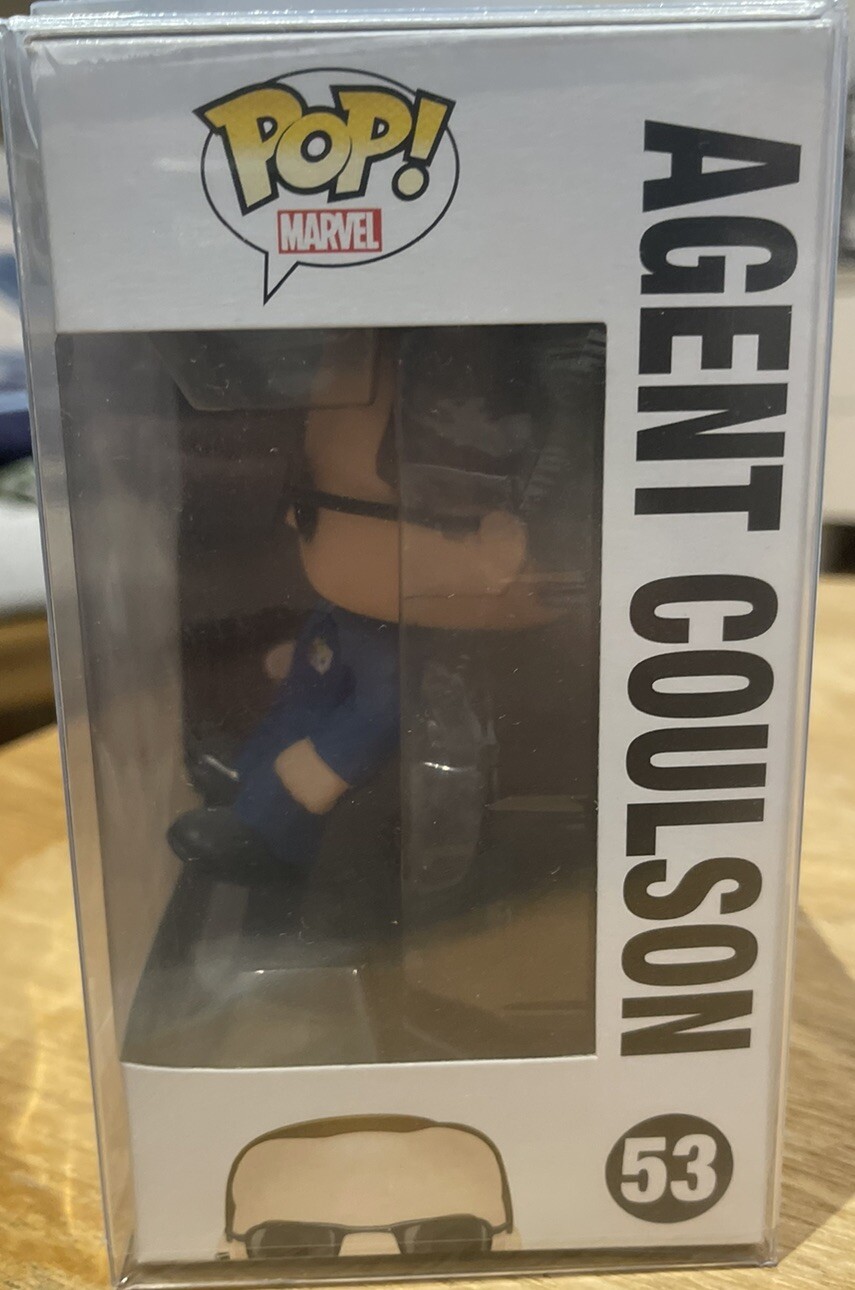 POP!
MARVEL
AGENT COULSON
53